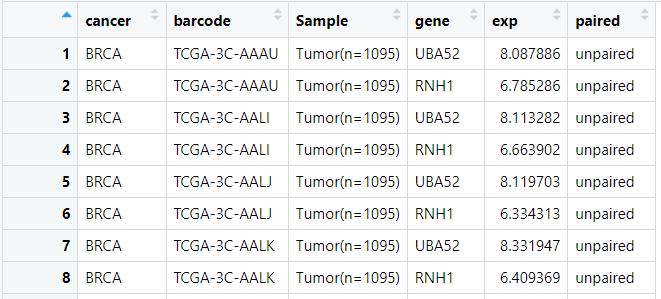 cancer barcode Sample gene exp paired
1 BRCA TCGA-3C-AAAU Tumor(n=1095) UBA52 8.087886 unpaired
2 BRCA TCGA-3C-AAAU Tumor(n=1095) RNH1 6.785286 unpaired
3 BRCA TCGA-3C-AALI Tumor(n=1095) UBA52 8.113282 unpaired
4 BRCA TCGA-3C-AALI Tumor(n=1095) RNH1 6.663902 unpaired
5 BRCA TCGA-3C-AALJ Tumor(n=1095) UBA52 8.119703 unpaired
6 BRCA TCGA-3C-AALJ Tumor(n=1095) RNH1 6.334313 unpaired
7 BRCA TCGA-3C-AALK Tumor(n=1095) UBA52 8.331947 unpaired
8 BRCA TCGA-3C-AALK Tumor(n=1095) RNH1 6.409369 unpaired